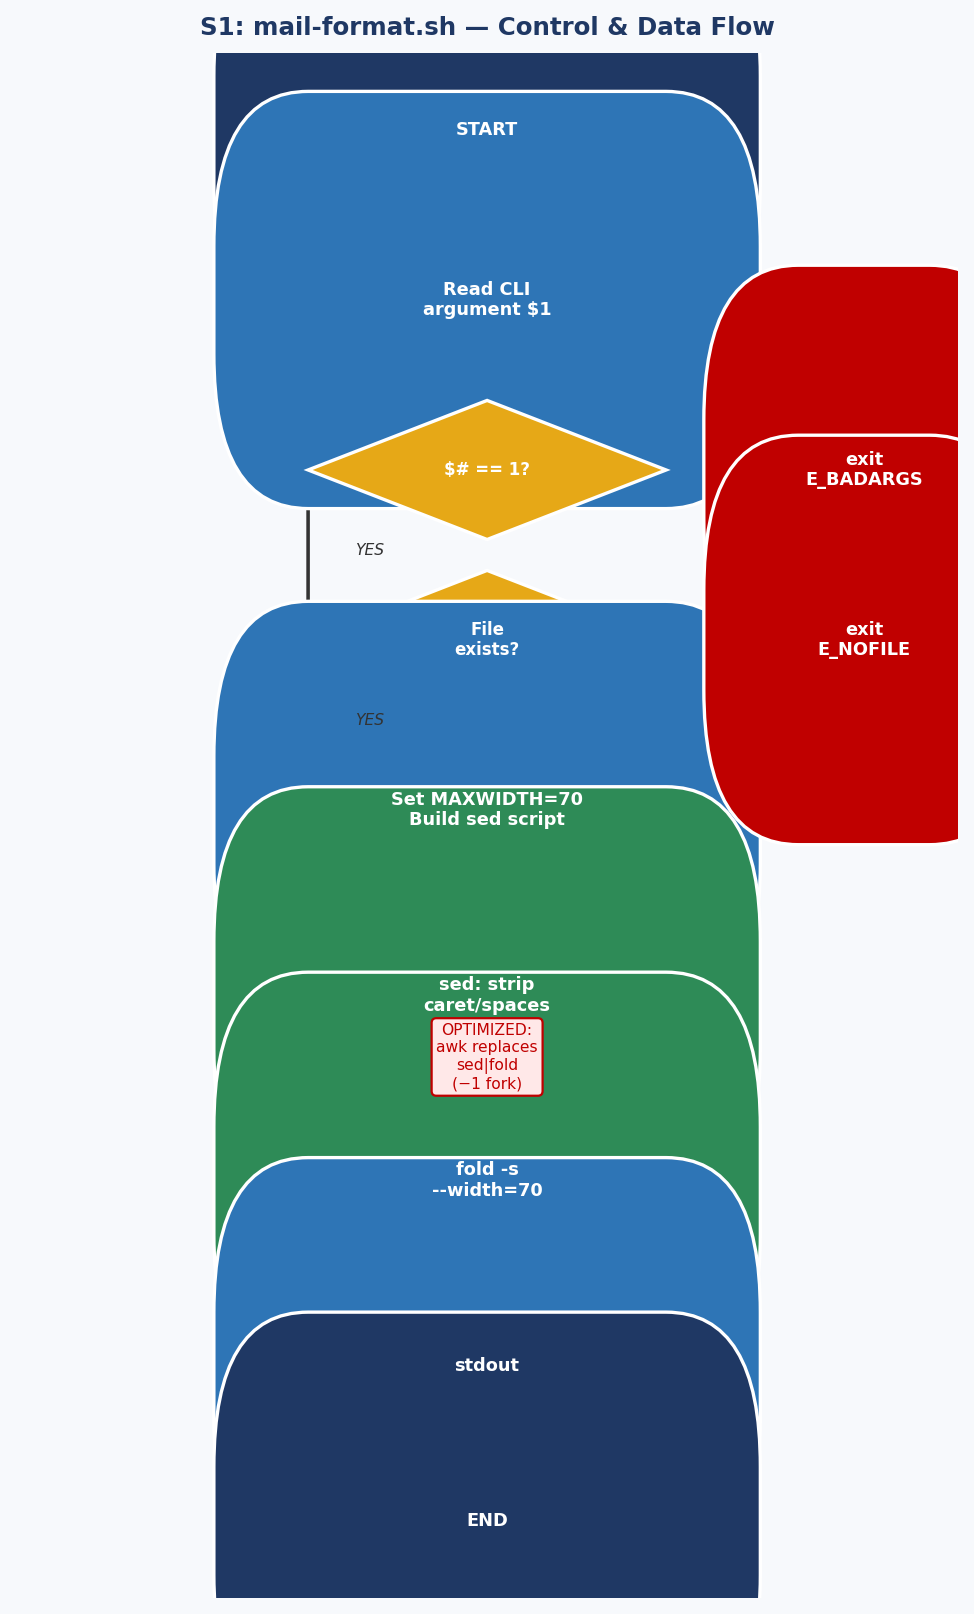 S1: mail-format.sh — Control & Data Flow
START
Read CLI
argument $1
$# == 1?
exit
E_BADARGS
YES
File
exists?
exit
E_NOFILE
YES
Set MAXWIDTH=70
Build sed script
sed: strip
caret/spaces
OPTIMIZED:
awk replaces
sed|fold
(−1 fork)
fold -s
--width=70
stdout
END